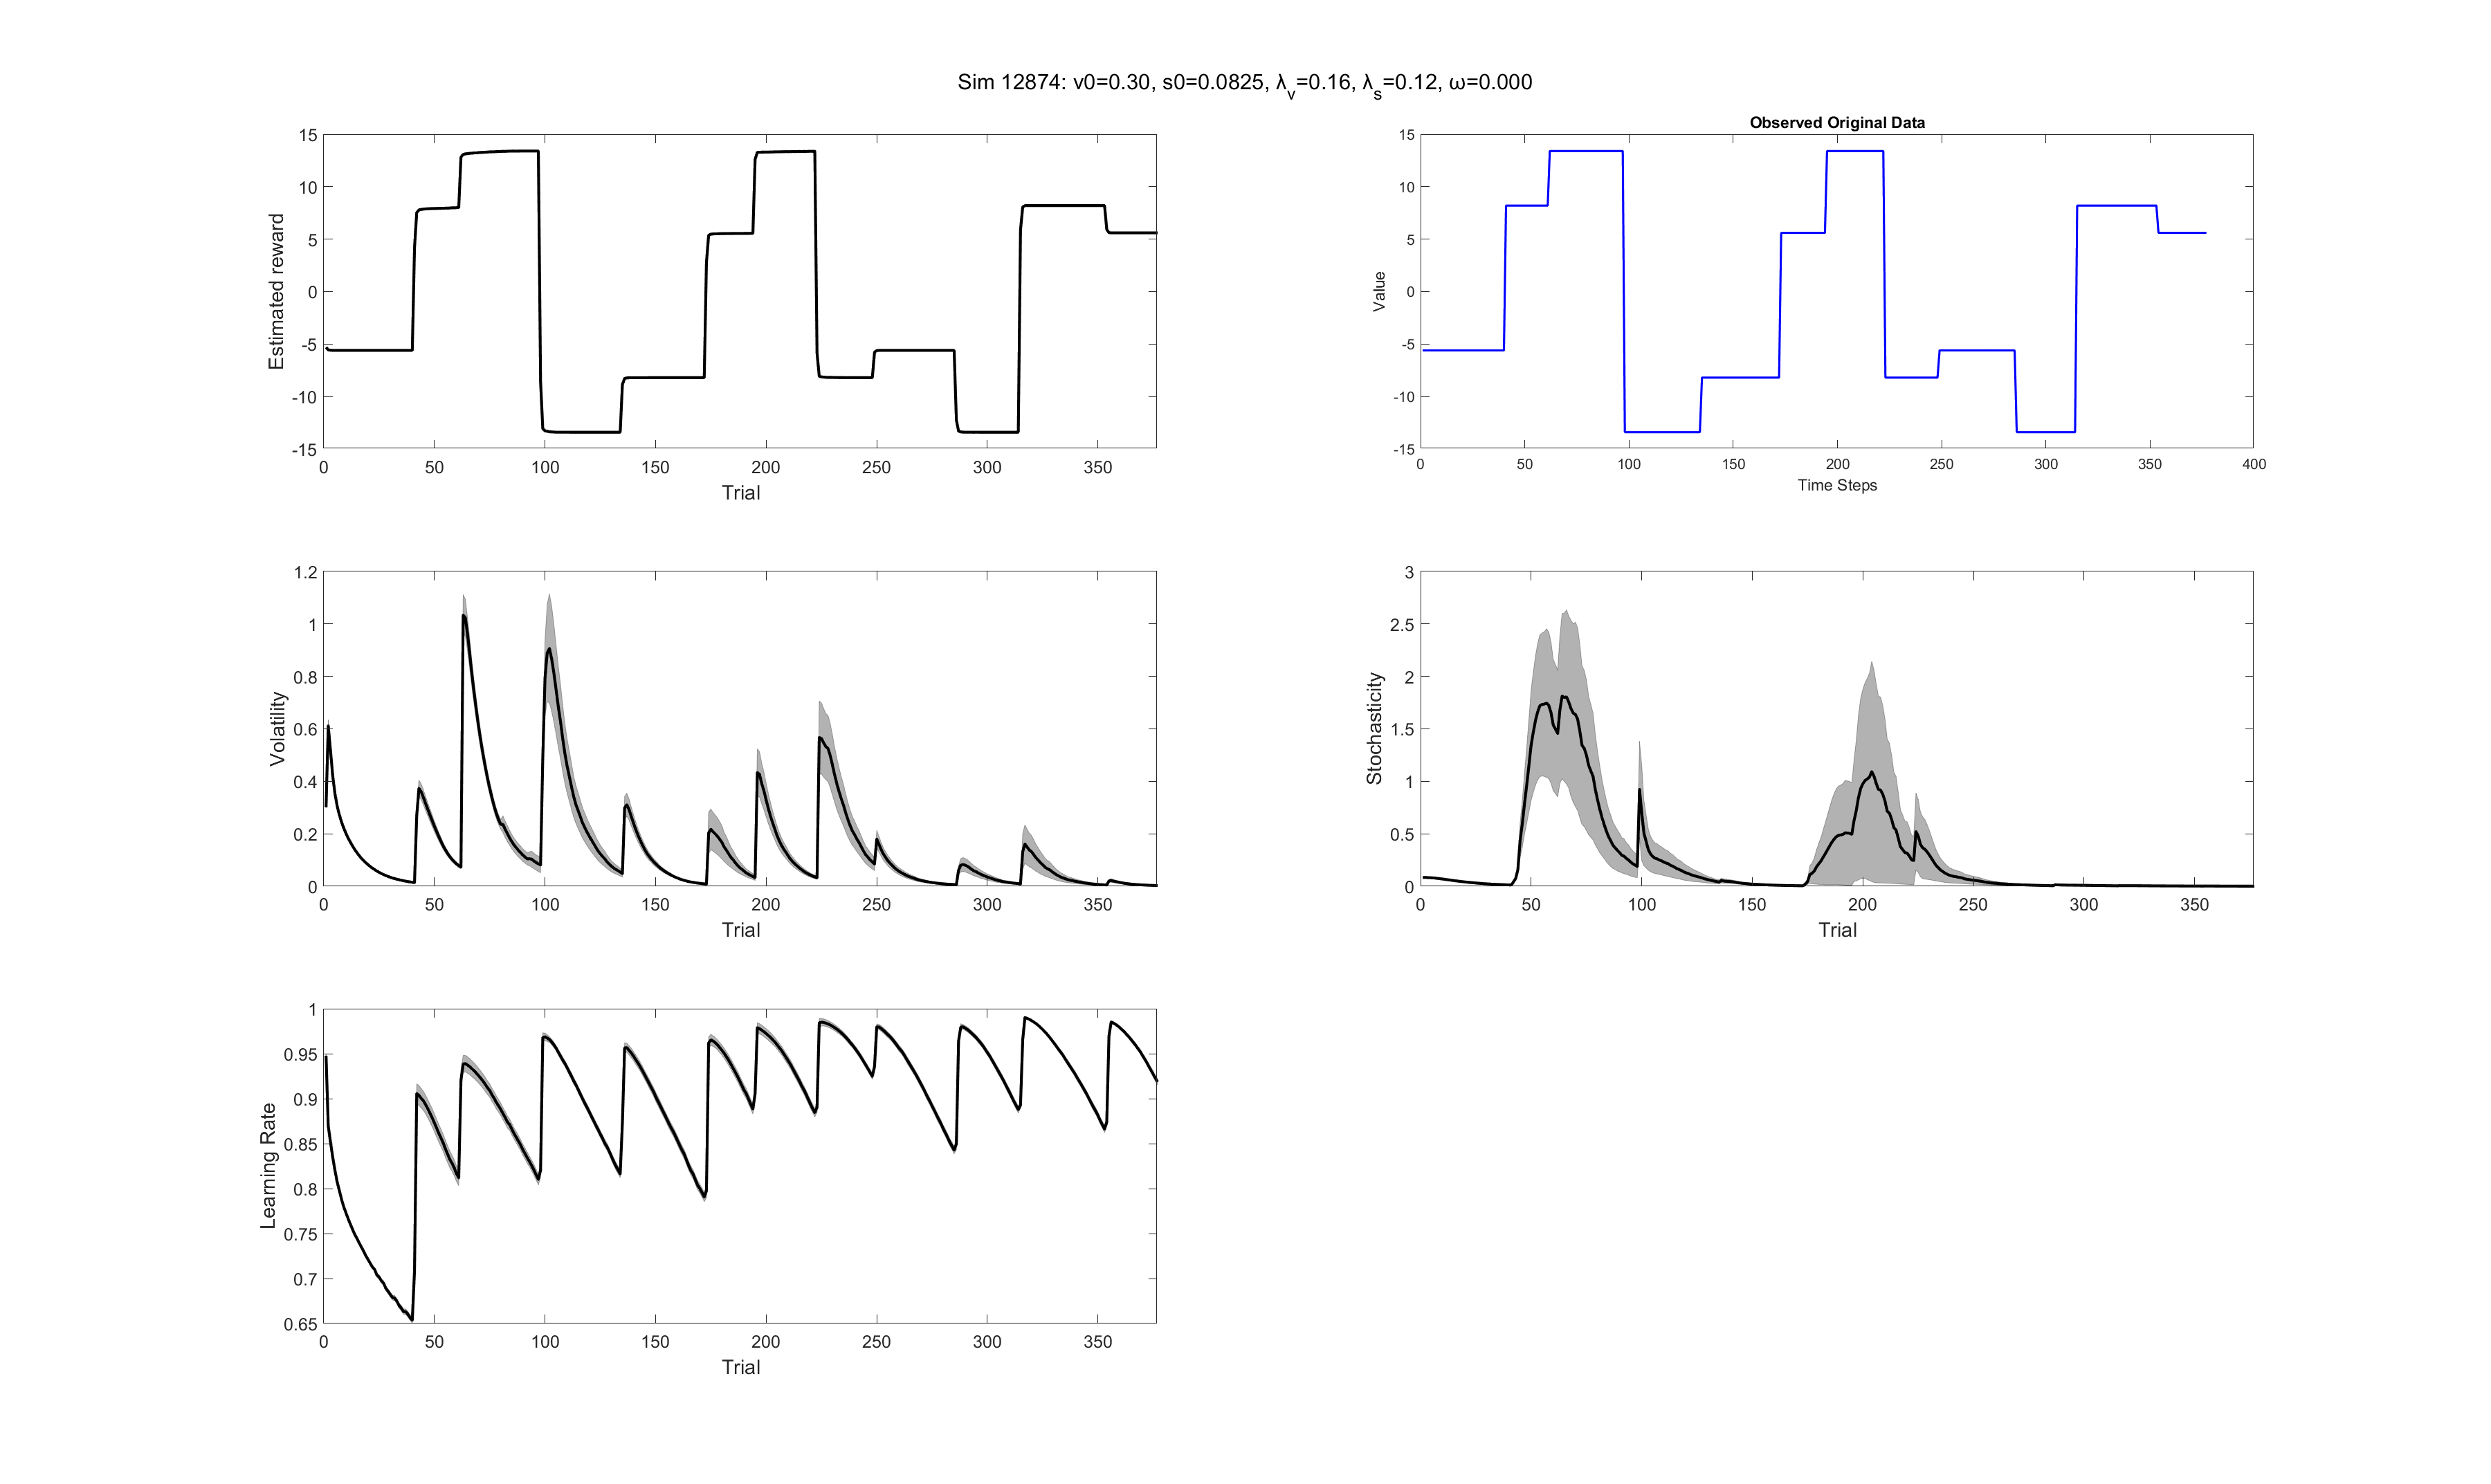 Sim 12874: v0=0.30, s0=0.0825, λv=0.16, λs=0.12, ω=0.000
Estimated reward
15
10
5
0
-5
-10
-15
0 50 100 150 200 250 300 350
Trial
Observed Original Data
Value
15
10
5
0
-5
-10
-15
0 50 100 150 200 250 300 350 400
Time Steps
Volatility
1.2
1
0.8
0.6
0.4
0.2
0
0 50 100 150 200 250 300 350
Trial
Stochasticity
3
2.5
2
1.5
1
0.5
0
0 50 100 150 200 250 300 350
Trial
Learning Rate
1
0.95
0.9
0.85
0.8
0.75
0.7
0.65
0 50 100 150 200 250 300 350
Trial